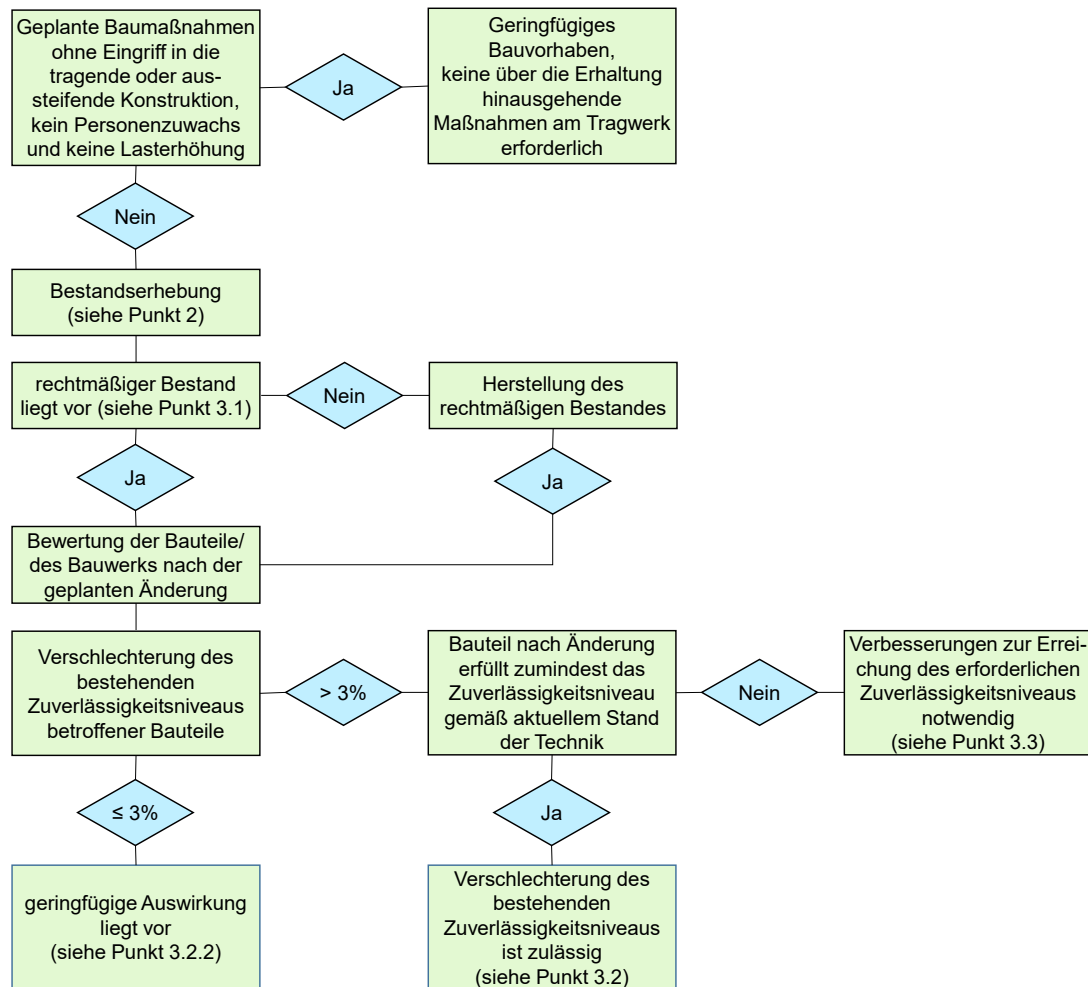 Geplante Baumaßnahmen
ohne Eingriff in die
tragende oder aus-
steifende Konstruktion,
kein Personenzuwachs
und keine Lasterhöhung
Ja
Geringfügiges
Bauvorhaben,
keine über die Erhaltung
hinausgehende
Maßnahmen am Tragwerk
erforderlich
Nein
Bestandserhebung
(siehe Punkt 2)
rechtmäßiger Bestand
liegt vor (siehe Punkt 3.1)
Nein
Herstellung des
rechtmäßigen Bestandes
Ja
Ja
Bewertung der Bauteile/
des Bauwerks nach der
geplanten Änderung
Verschlechterung des
bestehenden
Zuverlässigkeitsniveaus
betroffener Bauteile
> 3%
Bauteil nach Änderung
erfüllt zumindest das
Zuverlässigkeitsniveau
gemäß aktuellem Stand
der Technik
Nein
Verbesserungen zur Errei-
chung des erforderlichen
Zuverlässigkeitsniveaus
notwendig
(siehe Punkt 3.3)
≤ 3%
Ja
geringfügige Auswirkung
liegt vor
(siehe Punkt 3.2.2)
Verschlechterung des
bestehenden
Zuverlässigkeitsniveaus
ist zulässig
(siehe Punkt 3.2)